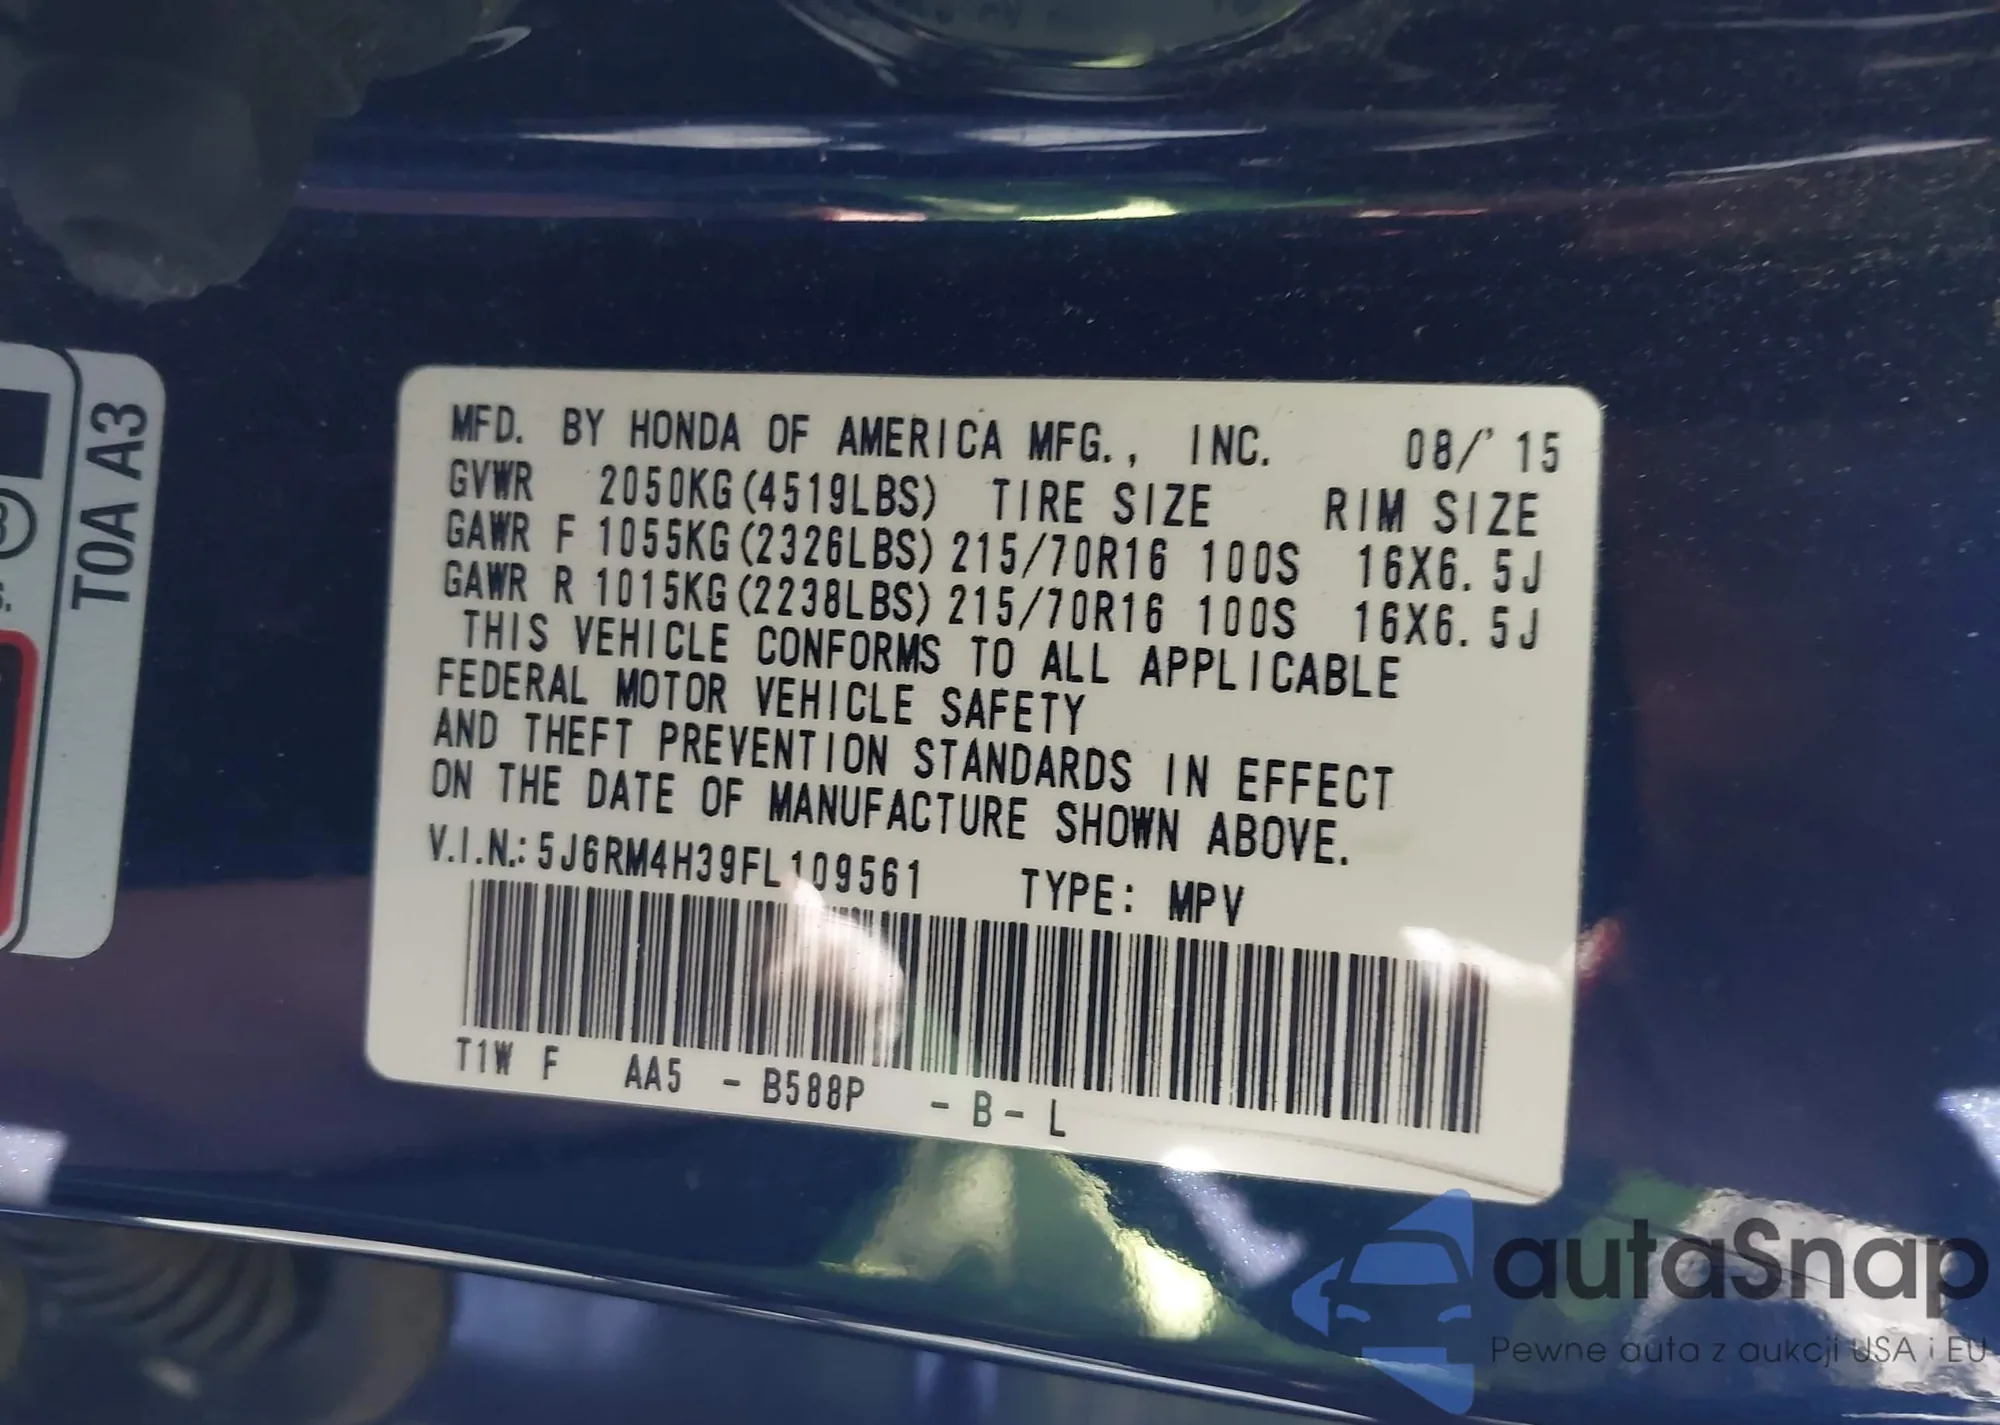 MFD. BY HONDA OF AMERICA MFG., INC. 08/'15
GVWR 2050KG(4519LBS) TIRE SIZE RIM SIZE
GAWR F 1055KG(2326LBS) 215/70R16 100S 16X6.5J
GAWR R 1015KG(2238LBS) 215/70R16 100S 16X6.5J
THIS VEHICLE CONFORMS TO ALL APPLICABLE
FEDERAL MOTOR VEHICLE SAFETY
AND THEFT PREVENTION STANDARDS IN EFFECT
ON THE DATE OF MANUFACTURE SHOWN ABOVE.
V.I.N.: 5J6RM4H39FL109561 TYPE: MPV
T1W F AA5 - B588P - B - L
T0A A3
autaSnap
Pewne auta z aukcji USA i EU